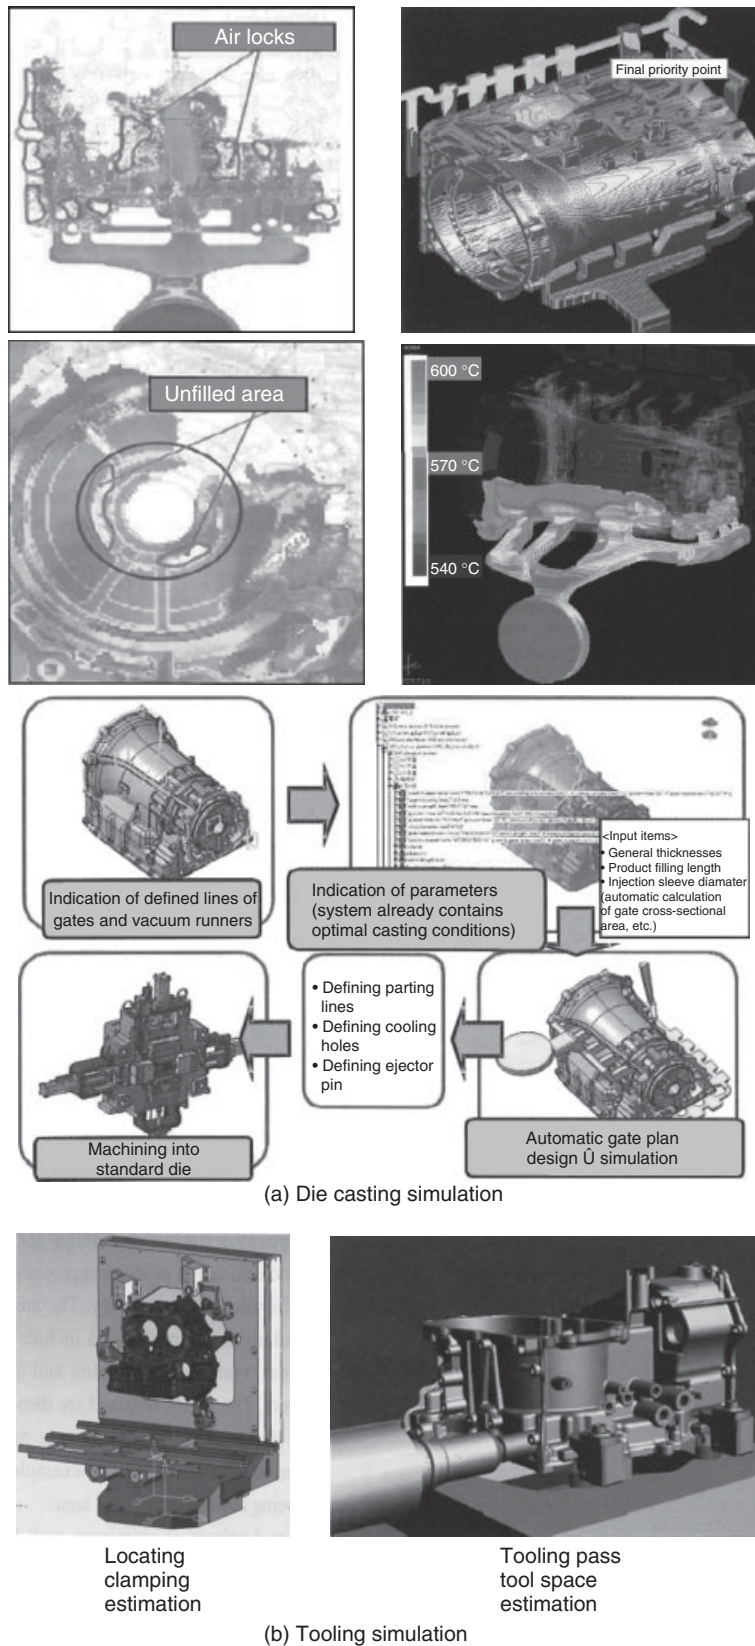 Air locks
Final priority point
Unfilled area
600 °C
570 °C
540 °C
Indication of defined lines of
gates and vacuum runners
Indication of parameters
(system already contains
optimal casting conditions)
<Input items>
• General thicknesses
• Product filling length
• Injection sleeve diamater
(automatic calculation
of gate cross-sectional
area, etc.)
Machining into
standard die
• Defining parting
lines
• Defining cooling
holes
• Defining ejector
pin
Automatic gate plan
design Û simulation
(a) Die casting simulation
Locating
clamping
estimation
Tooling pass
tool space
estimation
(b) Tooling simulation